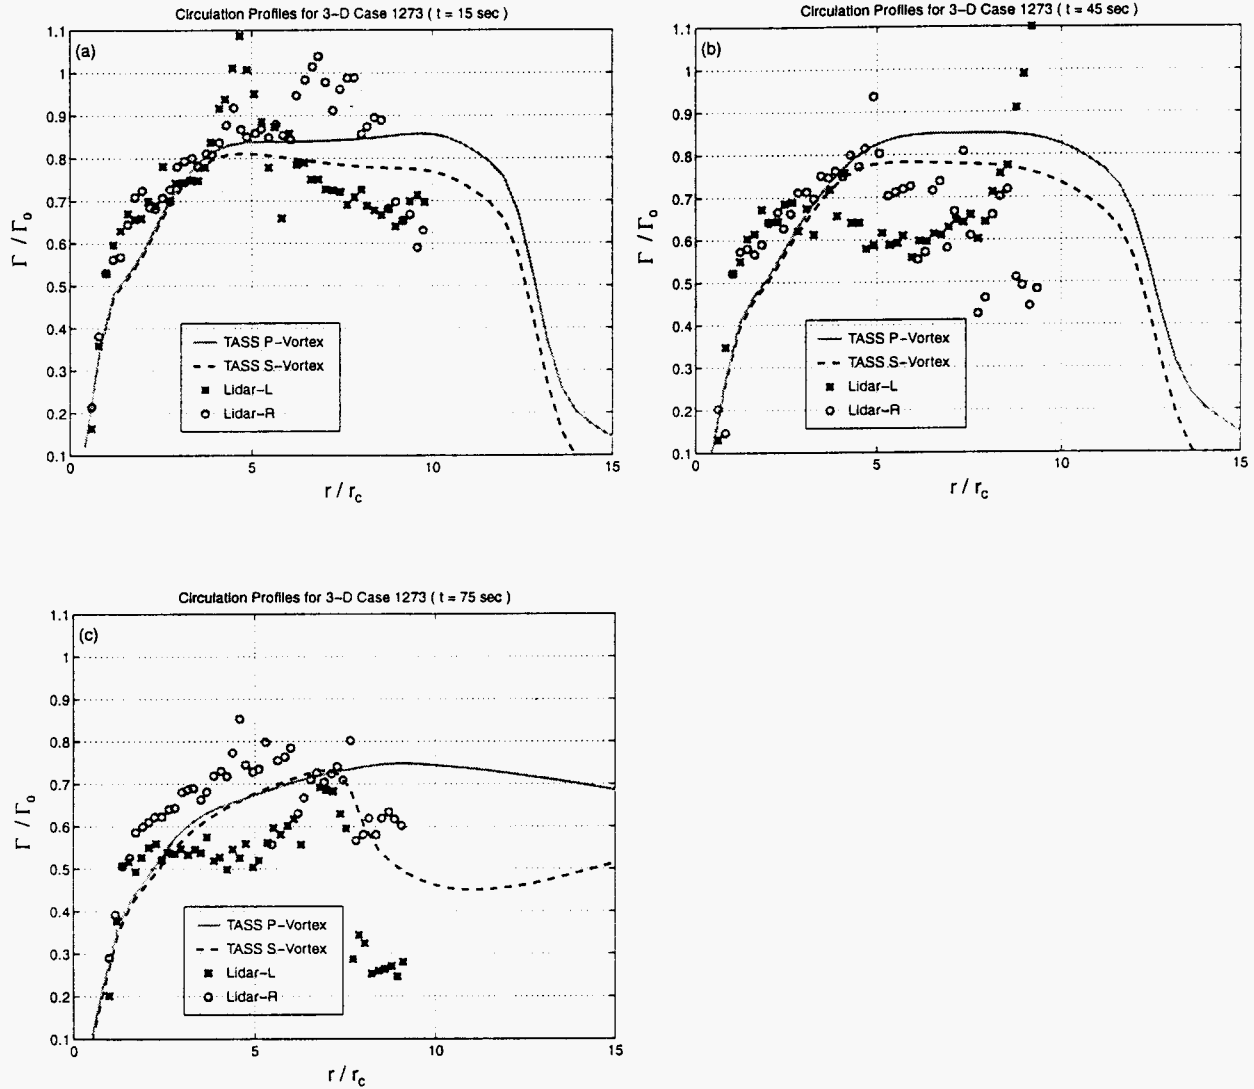 Circulation Profiles for 3-D Case 1273 ( t = 15 sec )
(a)
1.1
1
0.9
0.8
0.7
0.6
0.5
0.4
0.3
0.2
0.1
Γ / Γo
TASS P-Vortex
TASS S-Vortex
Lidar-L
Lidar-R
0 5 10 15
r / rc
Circulation Profiles for 3-D Case 1273 ( t = 45 sec )
(b)
1.1
1
0.9
0.8
0.7
0.6
0.5
0.4
0.3
0.2
0.1
Γ / Γo
TASS P-Vortex
TASS S-Vortex
Lidar-L
Lidar-R
0 5 10 15
r / rc
Circulation Profiles for 3-D Case 1273 ( t = 75 sec )
(c)
1.1
1
0.9
0.8
0.7
0.6
0.5
0.4
0.3
0.2
0.1
Γ / Γo
TASS P-Vortex
TASS S-Vortex
Lidar-L
Lidar-R
0 5 10 15
r / rc